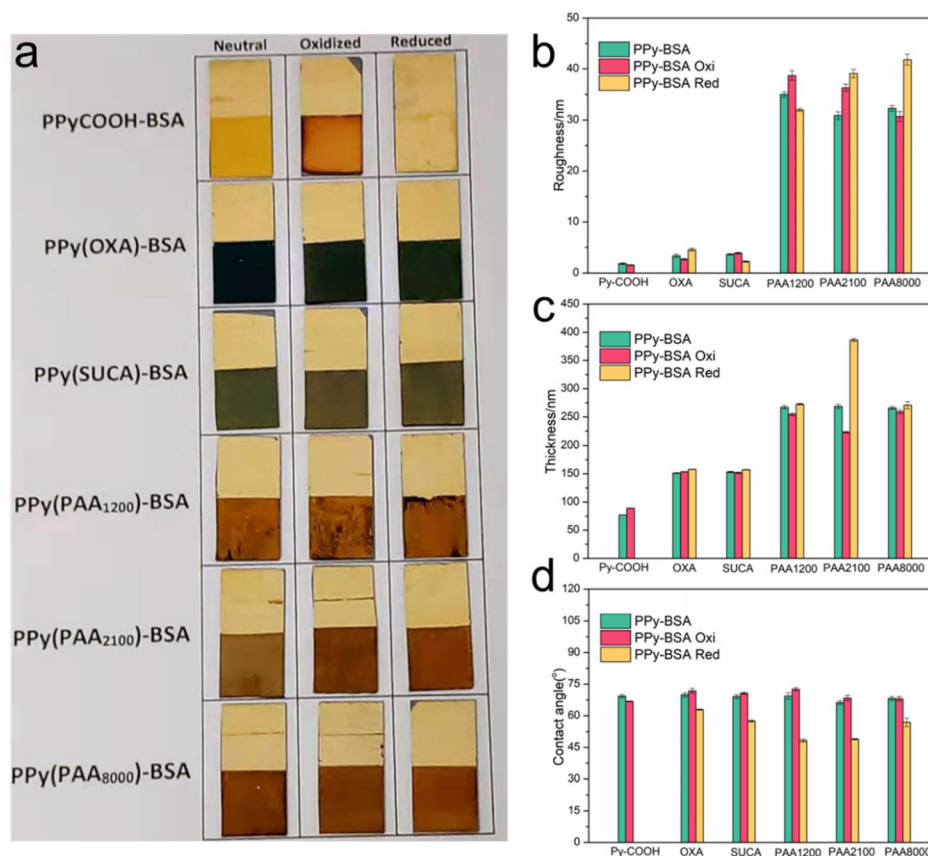 a
Neutral Oxidized Reduced
PPyCOOH-BSA
PPy(OXA)-BSA
PPy(SUCA)-BSA
PPy(PAA1200)-BSA
PPy(PAA2100)-BSA
PPy(PAA8000)-BSA
b
50
40
30
20
10
0
Roughness/nm
PPy-BSA
PPy-BSA Oxi
PPy-BSA Red
Py-COOH OXA SUCA PAA1200 PAA2100 PAA8000
c
450
400
350
300
250
200
150
100
50
0
Thickness/nm
PPy-BSA
PPy-BSA Oxi
PPy-BSA Red
Py-COOH OXA SUCA PAA1200 PAA2100 PAA8000
d
120
105
90
75
60
45
30
15
0
Contact angle(°)
PPy-BSA
PPy-BSA Oxi
PPy-BSA Red
Py-COOH OXA SUCA PAA1200 PAA2100 PAA8000